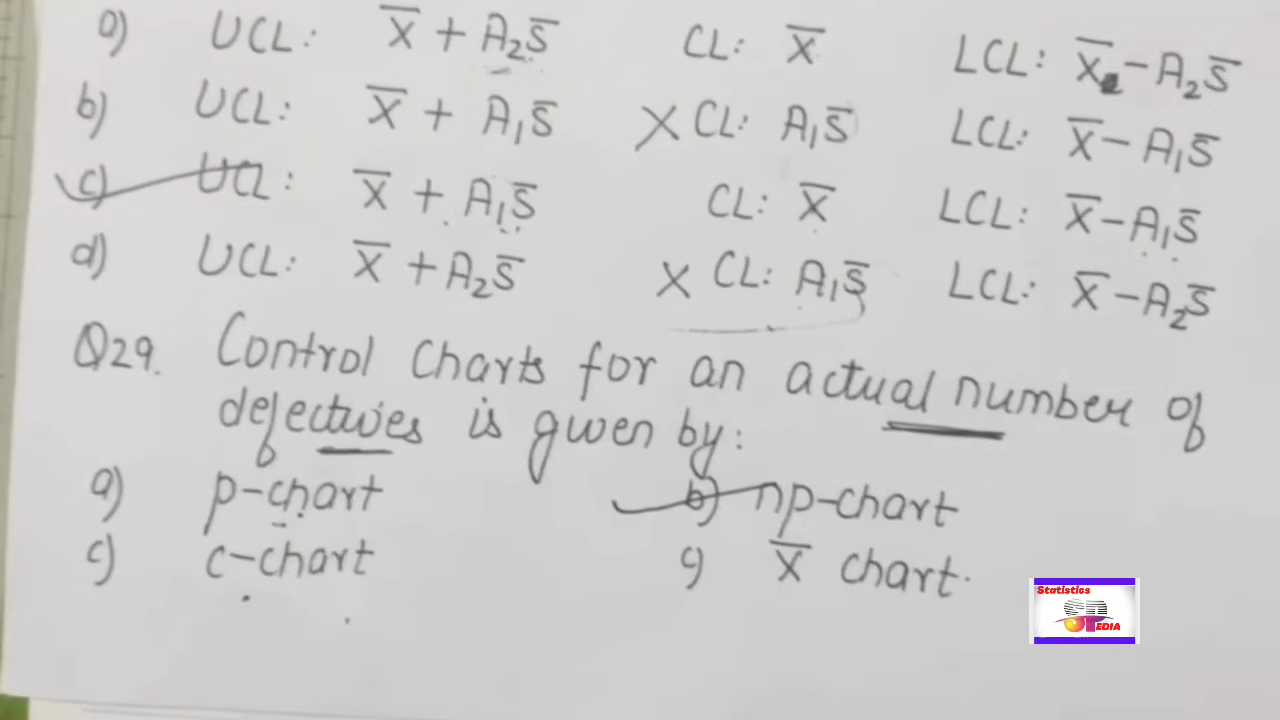 a) UCL: X̅ + A₂s̅ CL: X̅ LCL: X̅ - A₂s̅
b) UCL: X̅ + A₁s̅ X CL: A₁s̅ LCL: X̅ - A₁s̅
c) UCL: X̅ + A₁s̅ CL: X̅ LCL: X̅ - A₁s̅
d) UCL: X̅ + A₂s̅ X CL: A₁s̅ LCL: X̅ - A₂s̅
Q29. Control Charts for an actual number of
defectives is given by:
a) p-chart b) np-chart
c) c-chart c) X̅ chart.
Statistics
PEDIA